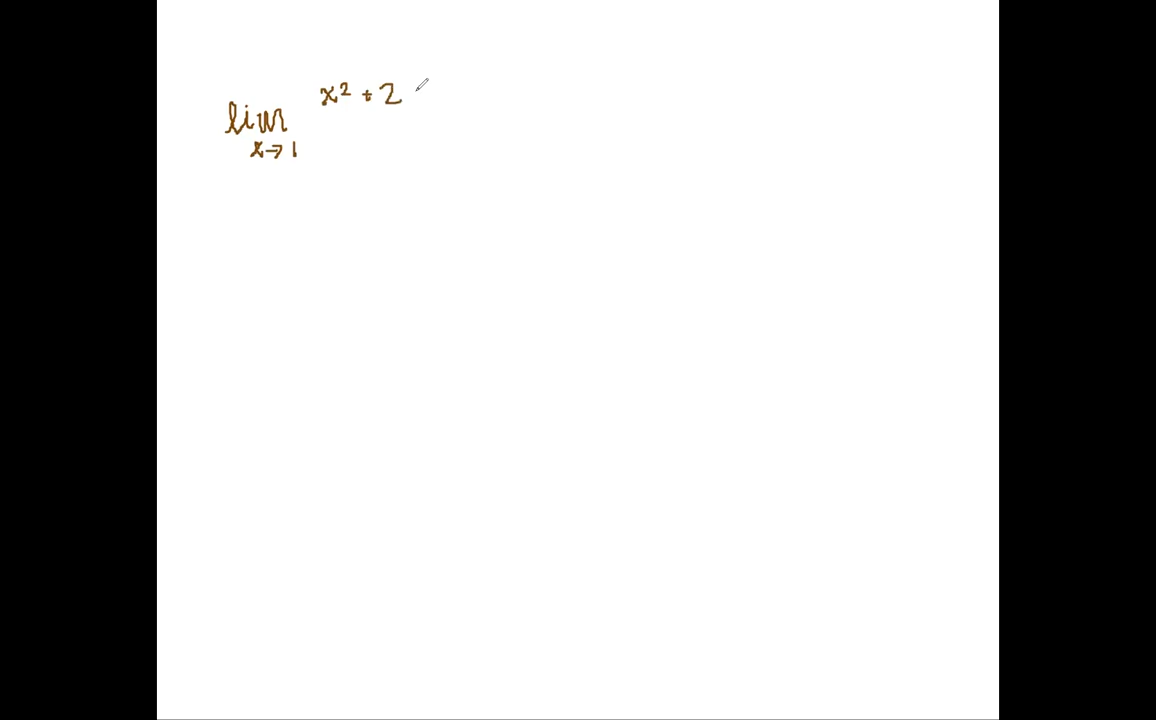 lim x² + 2
x→1